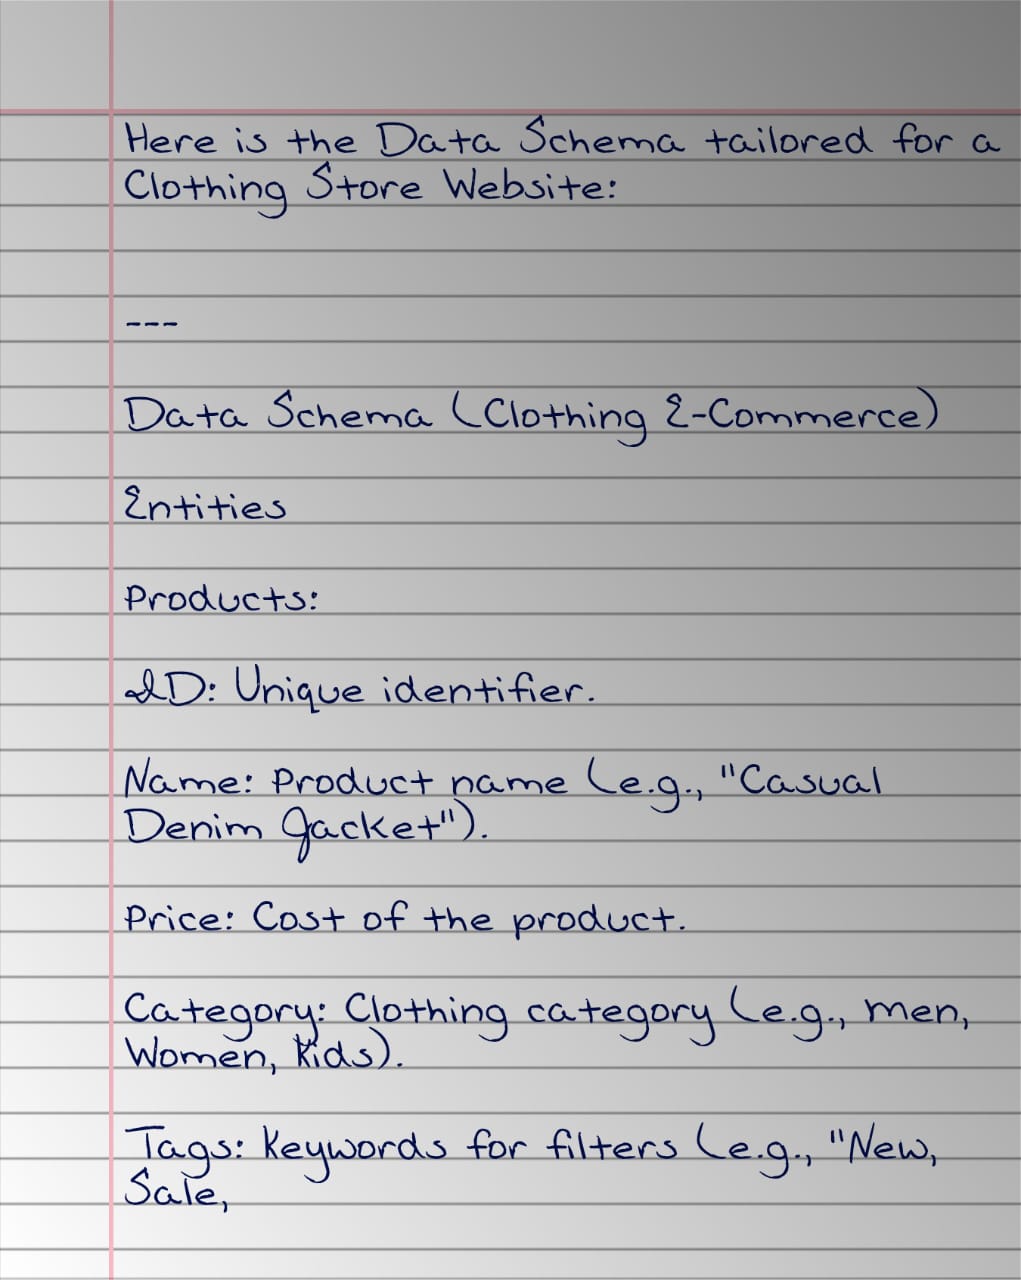 Here is the Data Schema tailored for a
Clothing Store Website:
---
Data Schema (Clothing E-Commerce)
Entities
Products:
ID: Unique identifier.
Name: Product name (e.g., "Casual
Denim Jacket").
Price: Cost of the product.
Category: Clothing category (e.g., Men,
Women, Kids).
Tags: Keywords for filters (e.g., "New,
Sale,